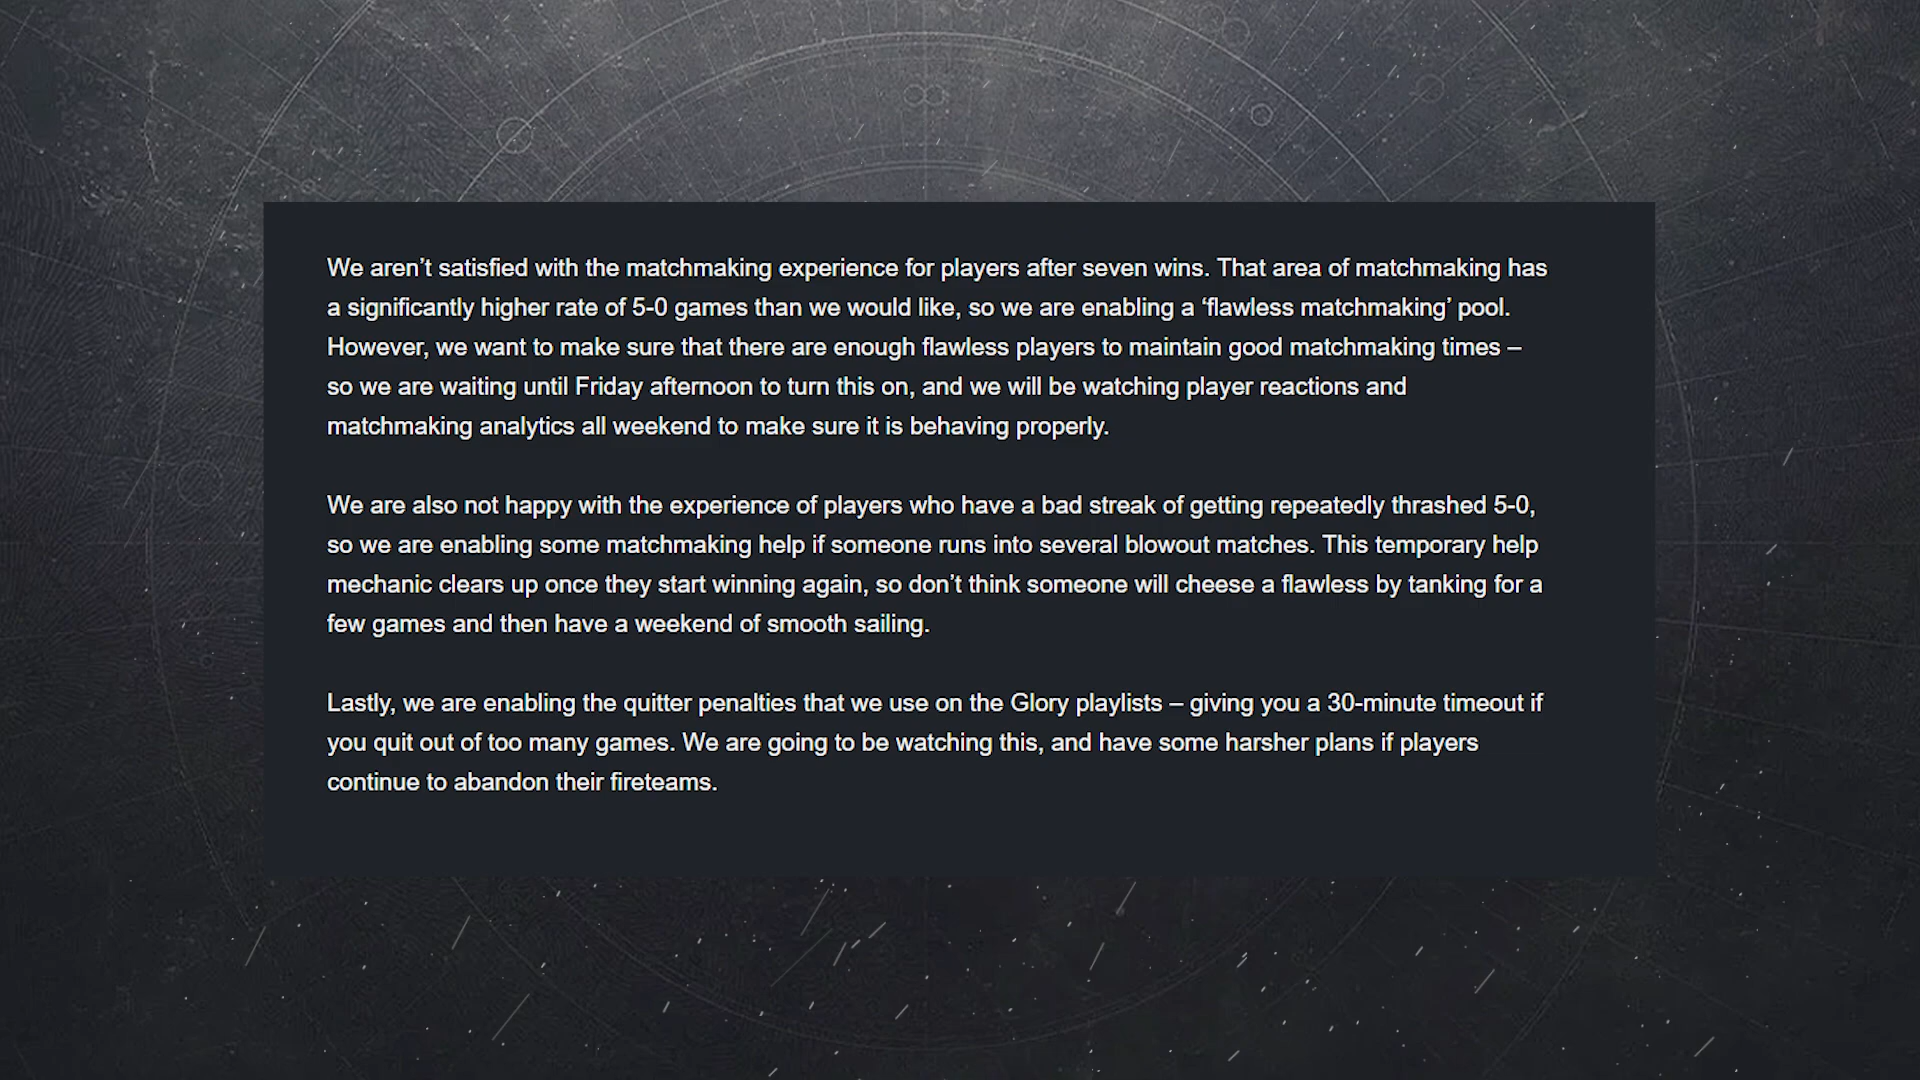 We aren’t satisfied with the matchmaking experience for players after seven wins. That area of matchmaking has
a significantly higher rate of 5-0 games than we would like, so we are enabling a ‘flawless matchmaking’ pool.
However, we want to make sure that there are enough flawless players to maintain good matchmaking times –
so we are waiting until Friday afternoon to turn this on, and we will be watching player reactions and
matchmaking analytics all weekend to make sure it is behaving properly.
We are also not happy with the experience of players who have a bad streak of getting repeatedly thrashed 5-0,
so we are enabling some matchmaking help if someone runs into several blowout matches. This temporary help
mechanic clears up once they start winning again, so don’t think someone will cheese a flawless by tanking for a
few games and then have a weekend of smooth sailing.
Lastly, we are enabling the quitter penalties that we use on the Glory playlists – giving you a 30-minute timeout if
you quit out of too many games. We are going to be watching this, and have some harsher plans if players
continue to abandon their fireteams.